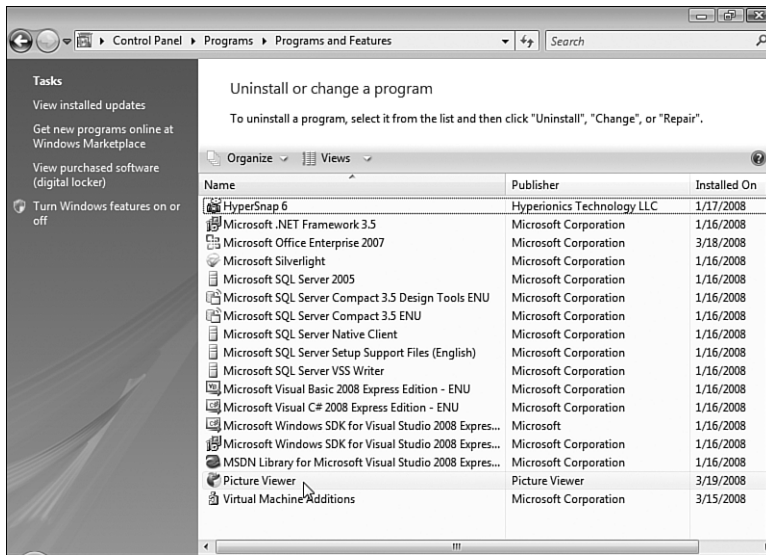 Control Panel ▸ Programs ▸ Programs and Features
Search
Tasks
View installed updates
Get new programs online at
Windows Marketplace
View purchased software
(digital locker)
Turn Windows features on or
off
Uninstall or change a program
To uninstall a program, select it from the list and then click "Uninstall", "Change", or "Repair".
Organize
Views
Name Publisher Installed On
HyperSnap 6 Hyperionics Technology LLC 1/17/2008
Microsoft .NET Framework 3.5 Microsoft Corporation 1/16/2008
Microsoft Office Enterprise 2007 Microsoft Corporation 3/18/2008
Microsoft Silverlight Microsoft Corporation 1/16/2008
Microsoft SQL Server 2005 Microsoft Corporation 1/16/2008
Microsoft SQL Server Compact 3.5 Design Tools ENU Microsoft Corporation 1/16/2008
Microsoft SQL Server Compact 3.5 ENU Microsoft Corporation 1/16/2008
Microsoft SQL Server Native Client Microsoft Corporation 1/16/2008
Microsoft SQL Server Setup Support Files (English) Microsoft Corporation 1/16/2008
Microsoft SQL Server VSS Writer Microsoft Corporation 1/16/2008
Microsoft Visual Basic 2008 Express Edition - ENU Microsoft Corporation 1/16/2008
Microsoft Visual C# 2008 Express Edition - ENU Microsoft Corporation 1/16/2008
Microsoft Windows SDK for Visual Studio 2008 Expres... Microsoft 1/16/2008
Microsoft Windows SDK for Visual Studio 2008 Expres... Microsoft Corporation 1/16/2008
MSDN Library for Microsoft Visual Studio 2008 Expres... Microsoft Corporation 1/16/2008
Picture Viewer Picture Viewer 3/19/2008
Virtual Machine Additions Microsoft Corporation 3/15/2008